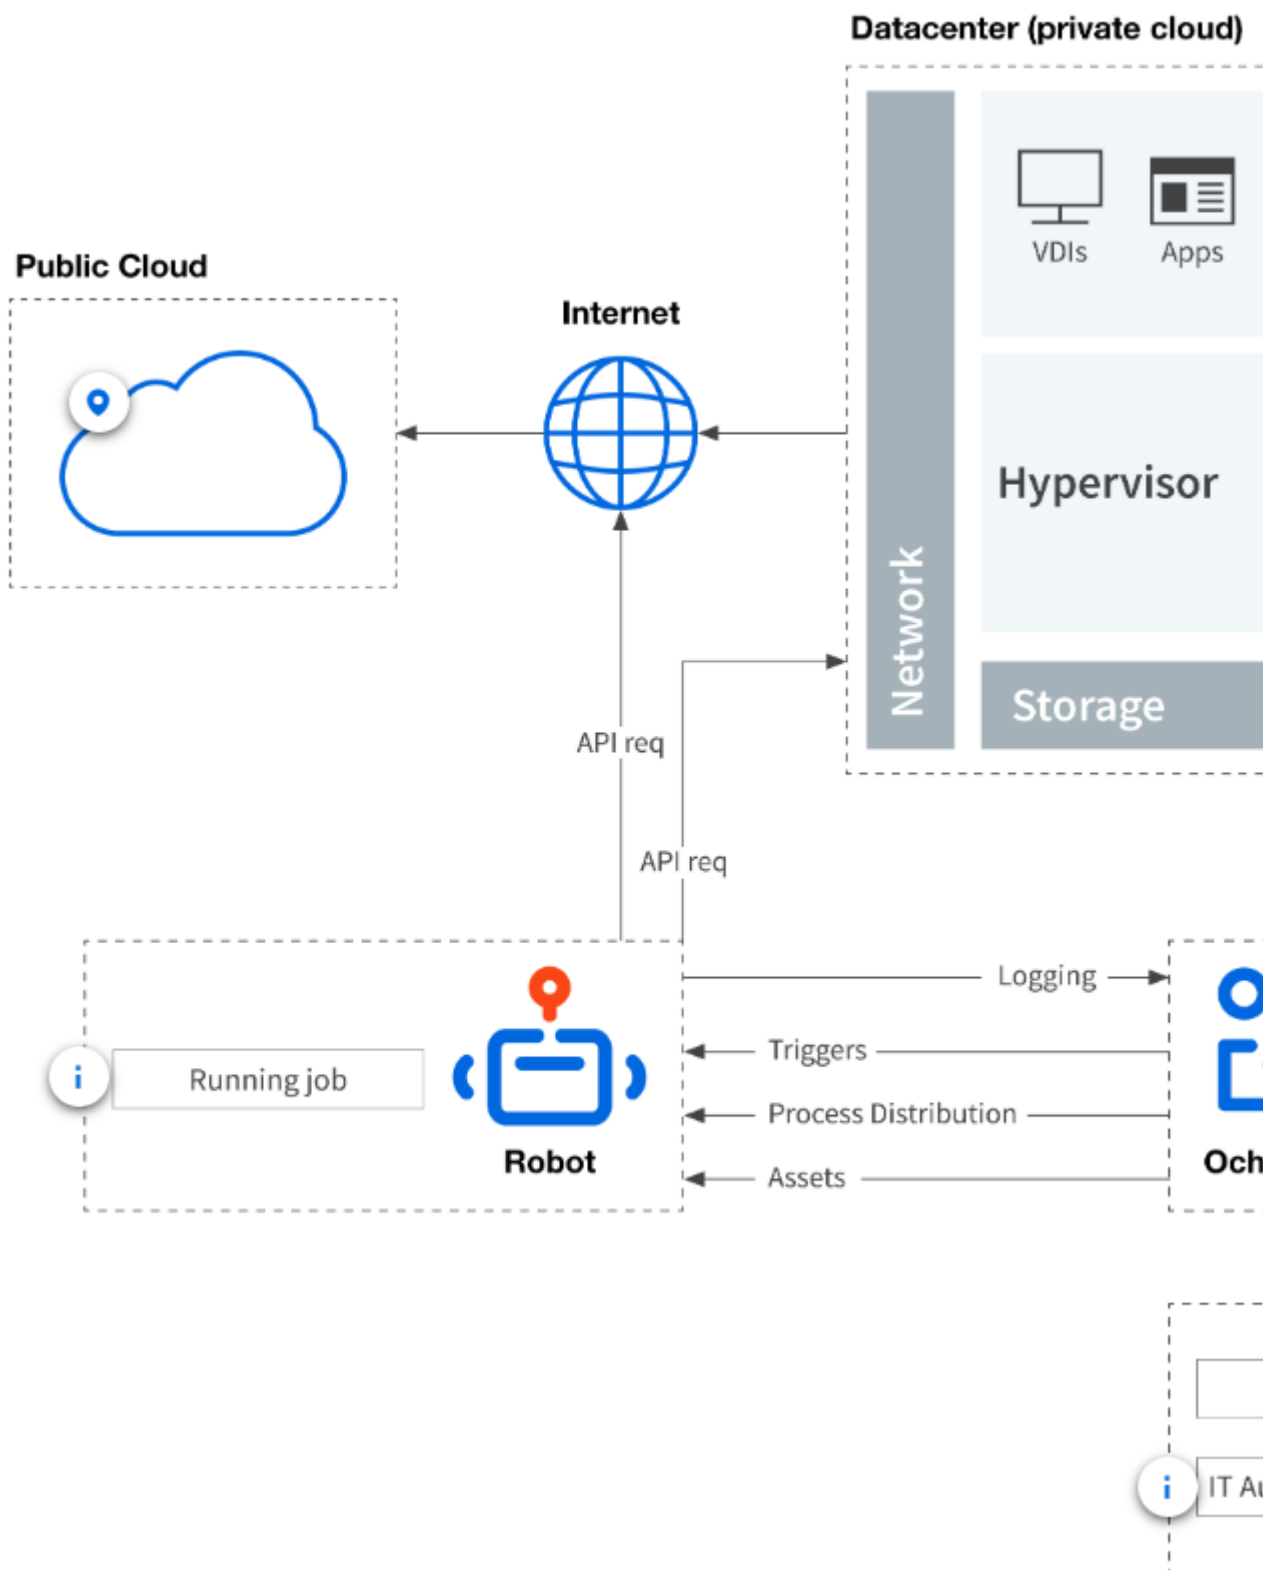 Datacenter (private cloud)
VDIs
Apps
Public Cloud
Internet
Hypervisor
Network
Storage
API req
API req
Logging
Triggers
Running job
Process Distribution
Robot
Assets
Och
i
i
IT Au